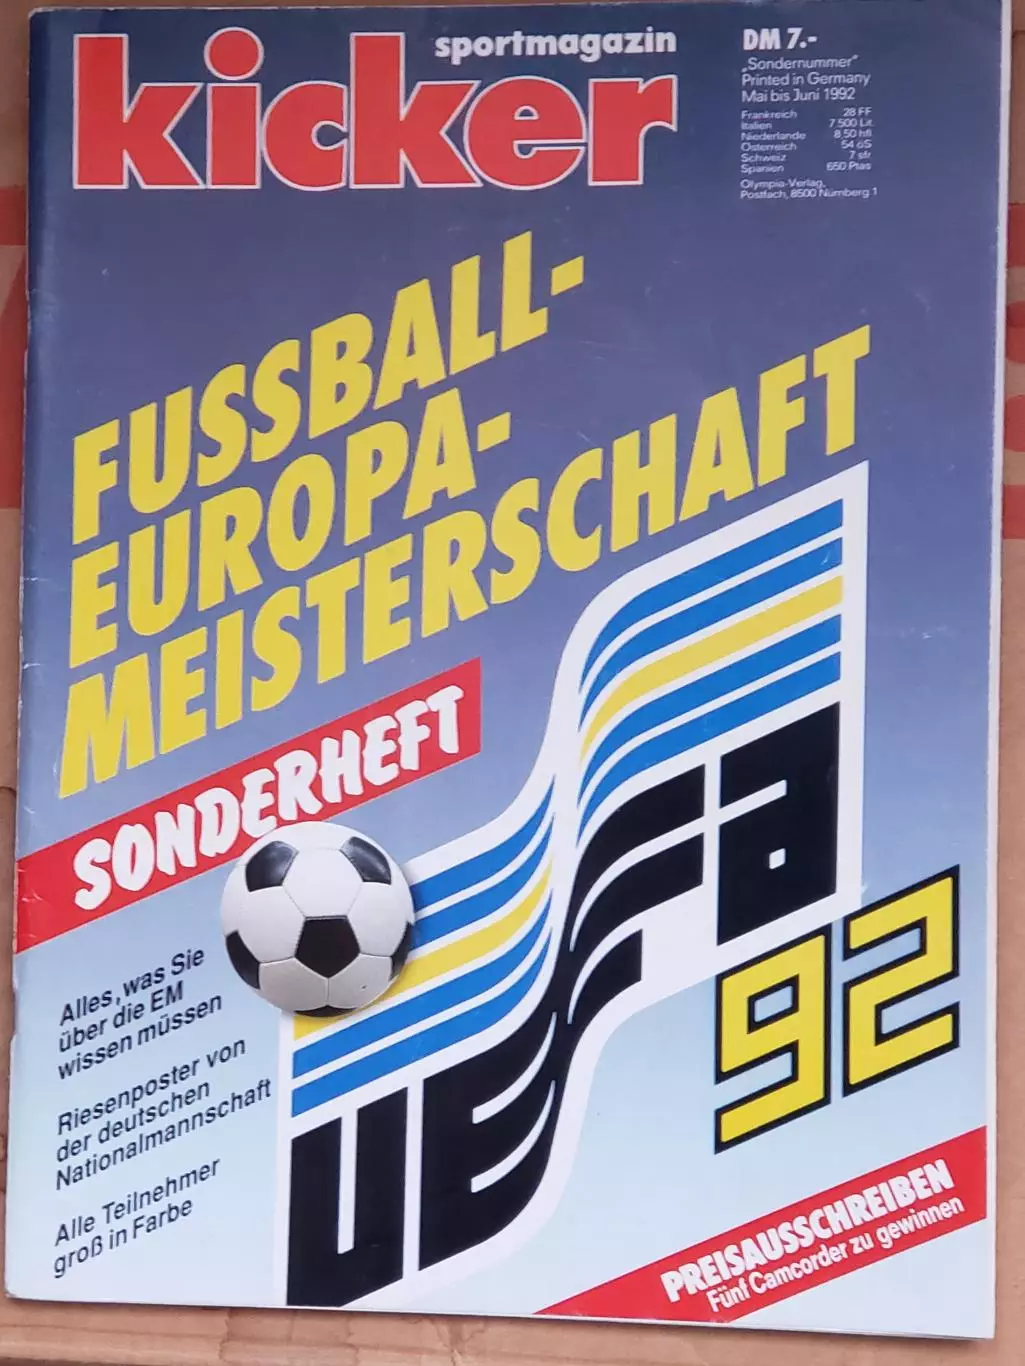 sportmagazin
kicker
DM 7.-
„Sondernummer"
Printed in Germany
Mai bis Juni 1992
Frankreich 28 FF
Italien 7 500 Lit.
Niederlande 8 50 hfl
Österreich 54 öS
Schweiz 7 sfr
Spanien 650 Ptas
Olympia-Verlag,
Postfach, 8500 Nürnberg 1
FUSSBALL-
EUROPA-
MEISTERSCHAFT
SONDERHEFT
Alles, was Sie
über die EM
wissen müssen
Riesenposter von
der deutschen
Nationalmannschaft
Alle Teilnehmer
groß in Farbe
UEFA
92
PREISAUSSCHREIBEN
Fünf Camcorder zu gewinnen